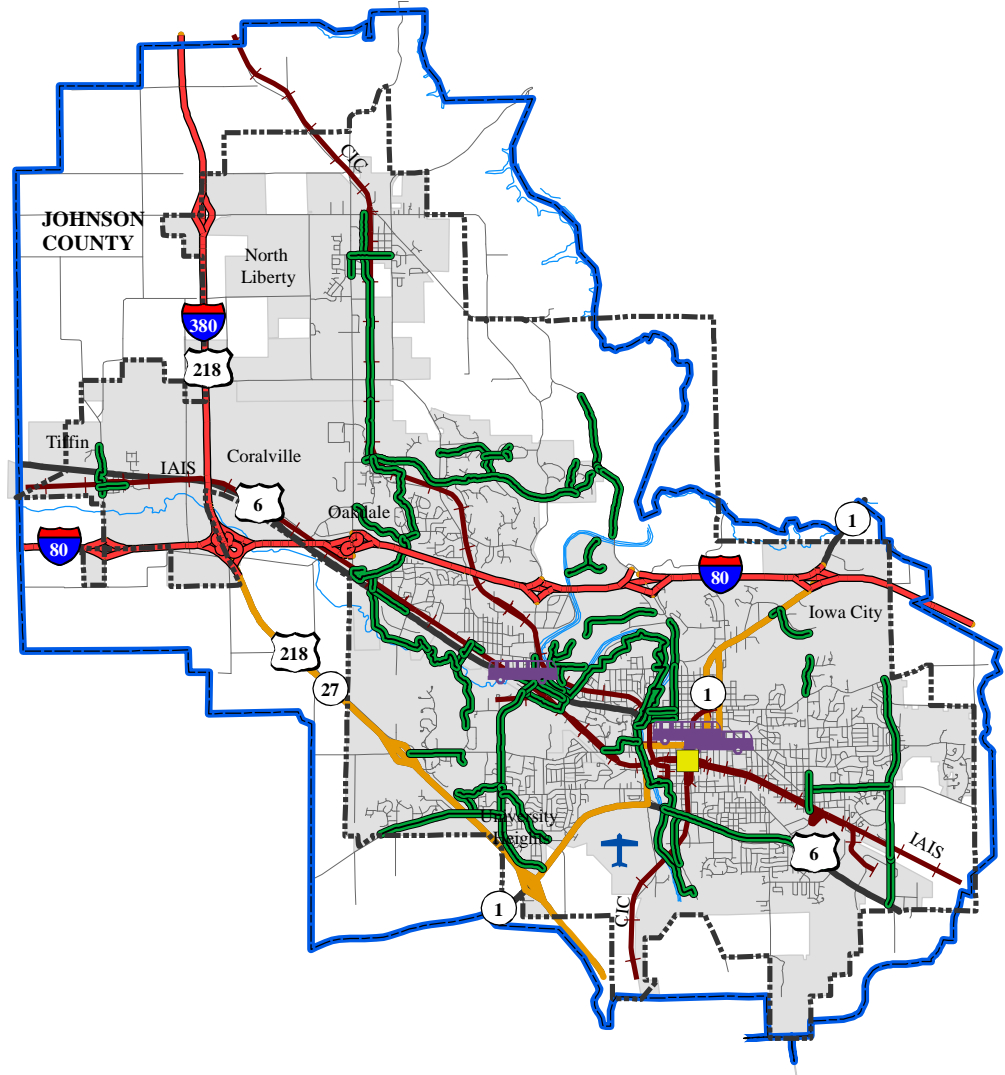 CIC
JOHNSON
COUNTY
North
Liberty
380
218
Tiffin
IAIS
Coralville
6
Oakdale
1
80
80
Iowa City
218
27
1
University
Heights
6
IAIS
1
CIC